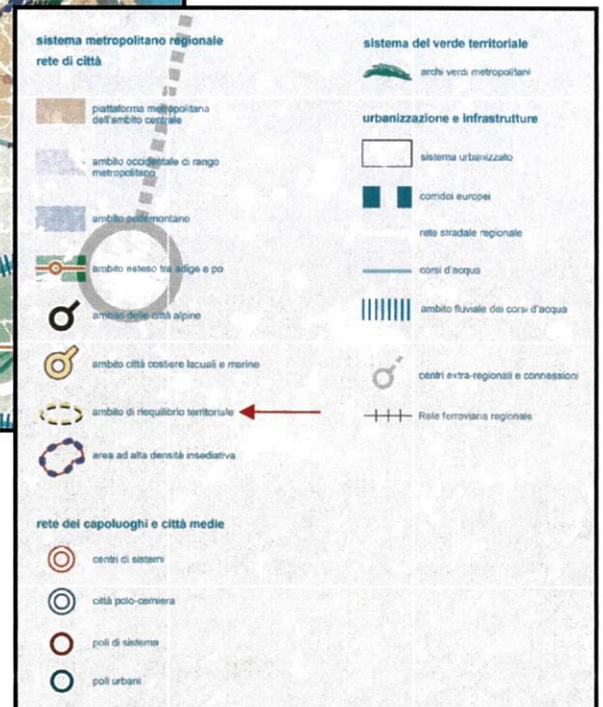 sistema metropolitano regionale
rete di città
piattaforma metropolitana
dell'ambito centrale
ambito occidentale di rango
metropolitano
ambito pedemontano
ambito esteso tra adige e po
ambito delle città alpine
ambito città costiere lacuali e marine
ambito di riequilibrio territoriale
area ad alta densità insediativa
rete dei capoluoghi e città medie
centri di sistemi
città polo-cerniera
poli di sistema
poli urbani
sistema del verde territoriale
archi verdi metropolitani
urbanizzazione e infrastrutture
sistema urbanizzato
corridoi europei
rete stradale regionale
corsi d'acqua
ambito fluviale dei corsi d'acqua
centri extra-regionali e connessioni
Rete ferroviaria regionale